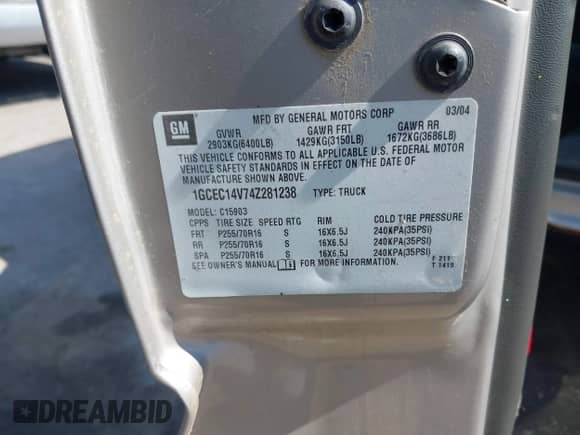 MFD BY GENERAL MOTORS CORP 03/04
GM
GVWR GAWR FRT GAWR RR
2903KG(6400LB) 1429KG(3150LB) 1672KG(3686LB)
THIS VEHICLE CONFORMS TO ALL APPLICABLE U.S. FEDERAL MOTOR
VEHICLE SAFETY STANDARDS IN EFFECT ON THE DATE OF
MANUFACTURE SHOWN ABOVE.
1GCEC14V74Z281238 TYPE: TRUCK
MODEL: C15903
CPPS TIRE SIZE SPEED RTG RIM COLD TIRE PRESSURE
FRT P255/70R16 S 16X6.5J 240KPA(35PSI)
RR P255/70R16 S 16X6.5J 240KPA(35PSI)
SPA P255/70R16 S 16X6.5J 240KPA(35PSI)
SEE OWNER'S MANUAL FOR MORE INFORMATION.
F 211
T 1415
DREAMBID